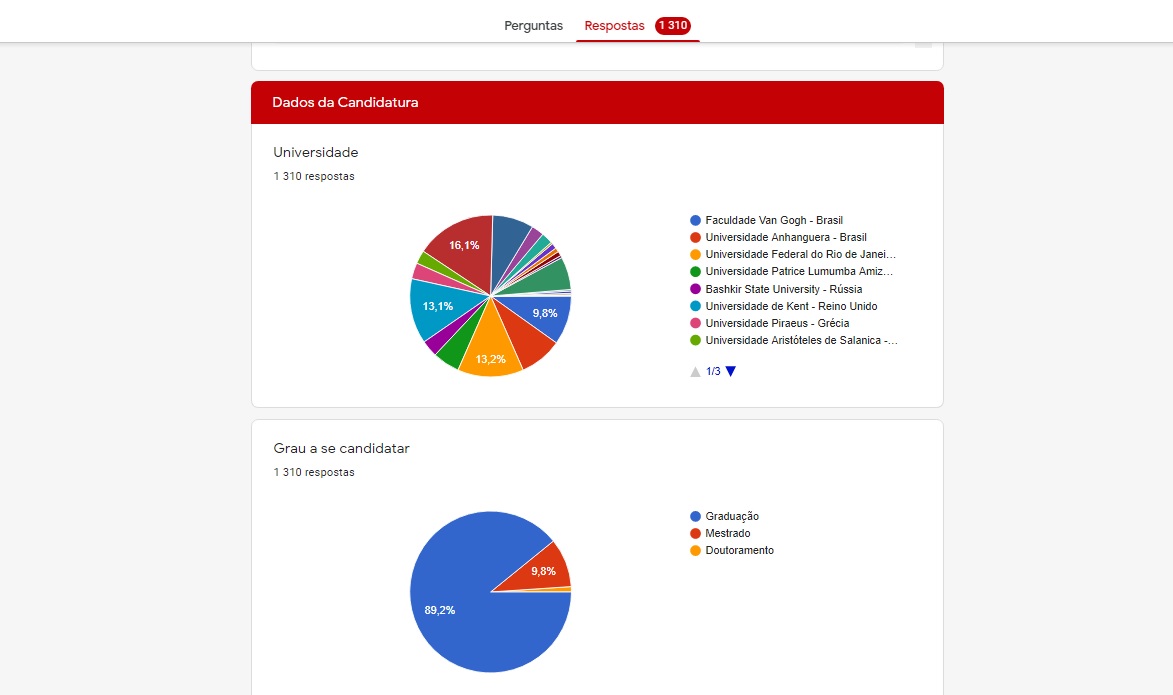 Perguntas Respostas 1 310
Dados da Candidatura
Universidade
1 310 respostas
16,1%
13,1%
13,2%
9,8%
Faculdade Van Gogh - Brasil
Universidade Anhanguera - Brasil
Universidade Federal do Rio de Janei…
Universidade Patrice Lumumba Amiz…
Bashkir State University - Rússia
Universidade de Kent - Reino Unido
Universidade Piraeus - Grécia
Universidade Aristóteles de Salanica -…
1/3
Grau a se candidatar
1 310 respostas
9,8%
89,2%
Graduação
Mestrado
Doutoramento